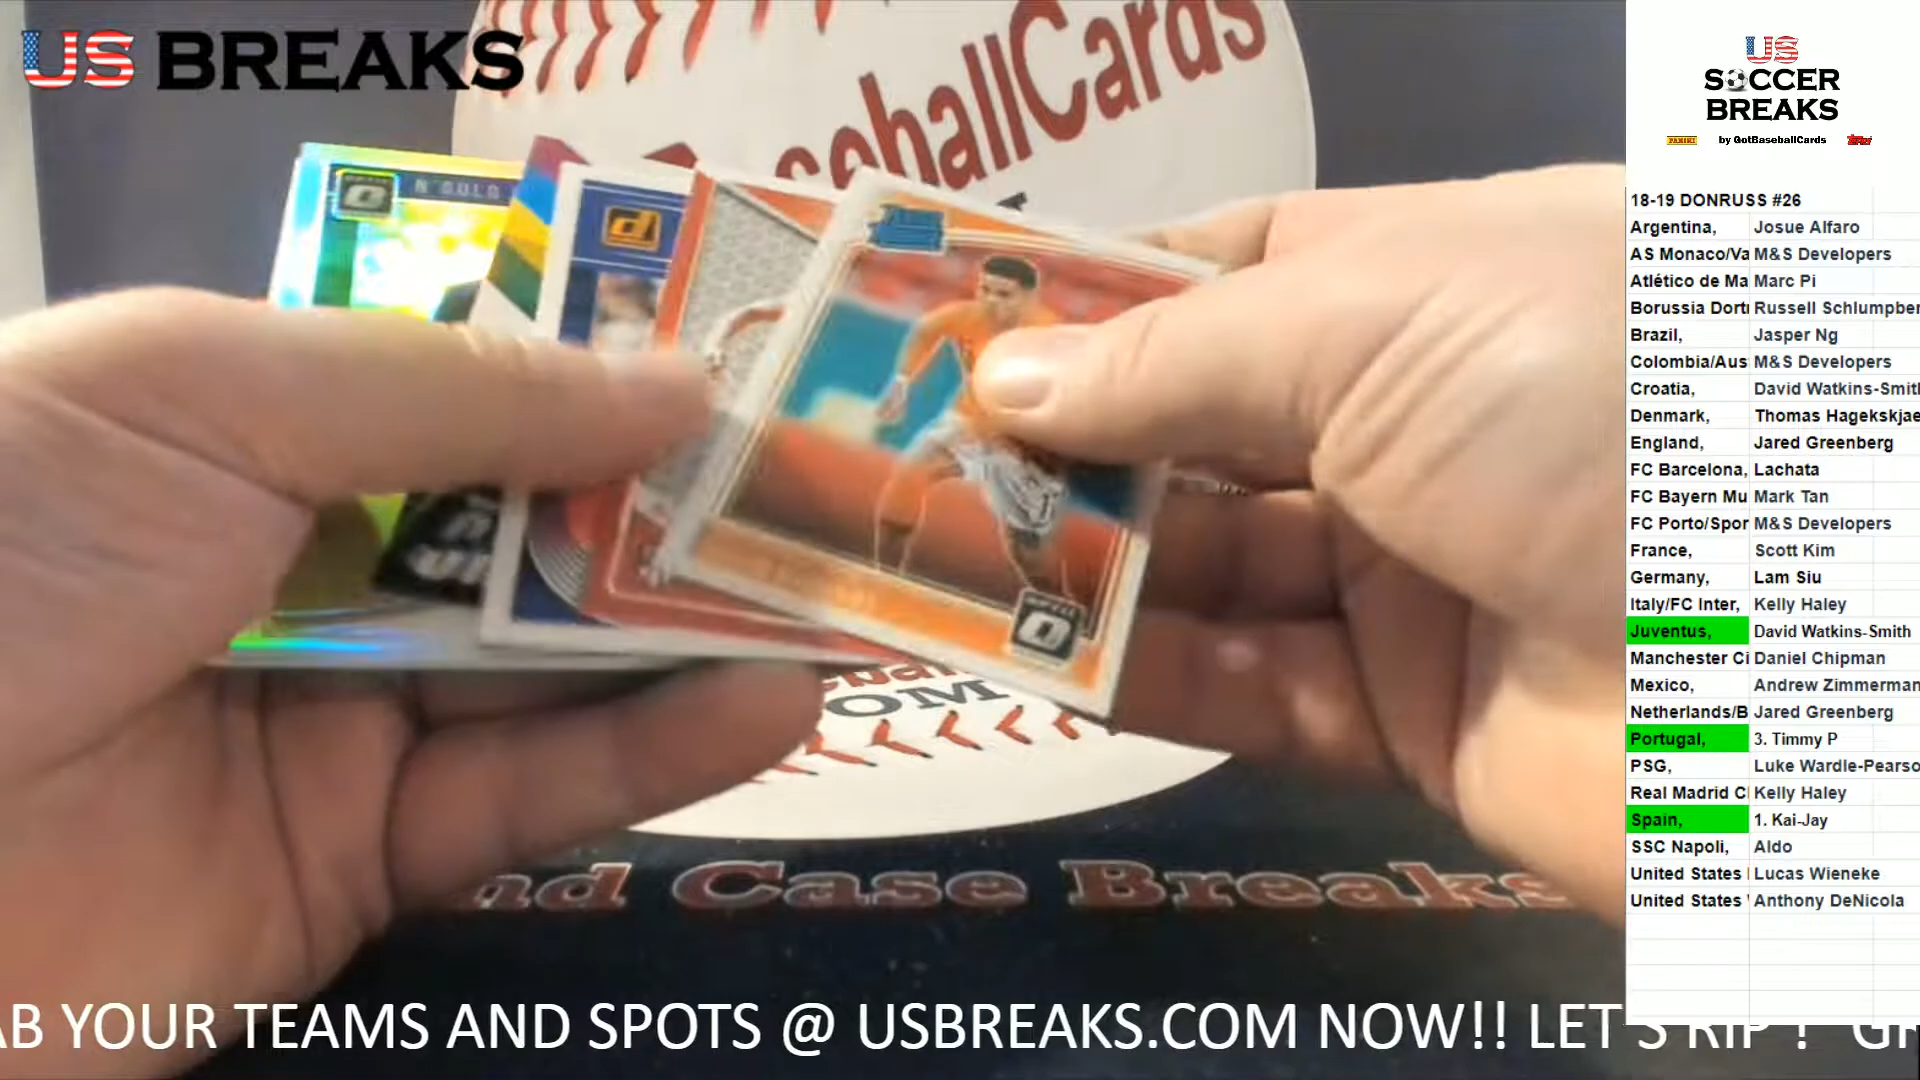 US BREAKS
BaseballCards
US
SOCCER
BREAKS
PANINI by GotBaseballCards Topps
18-19 DONRUSS #26
Argentina, Josue Alfaro
AS Monaco/Va M&S Developers
Atlético de Ma Marc Pi
Borussia Dort Russell Schlumpber
Brazil, Jasper Ng
Colombia/Aus M&S Developers
Croatia, David Watkins-Smit
Denmark, Thomas Hagekskjae
England, Jared Greenberg
FC Barcelona, Lachata
FC Bayern Mu Mark Tan
FC Porto/Spor M&S Developers
France, Scott Kim
Germany, Lam Siu
Italy/FC Inter, Kelly Haley
Juventus, David Watkins-Smith
Manchester Ci Daniel Chipman
Mexico, Andrew Zimmerman
Netherlands/B Jared Greenberg
Portugal, 3. Timmy P
PSG, Luke Wardle-Pearso
Real Madrid C Kelly Haley
Spain, 1. Kai-Jay
SSC Napoli, Aldo
United States Lucas Wieneke
United States Anthony DeNicola
nd Case Breaks
AB YOUR TEAMS AND SPOTS @ USBREAKS.COM NOW!! LET'S RIP !